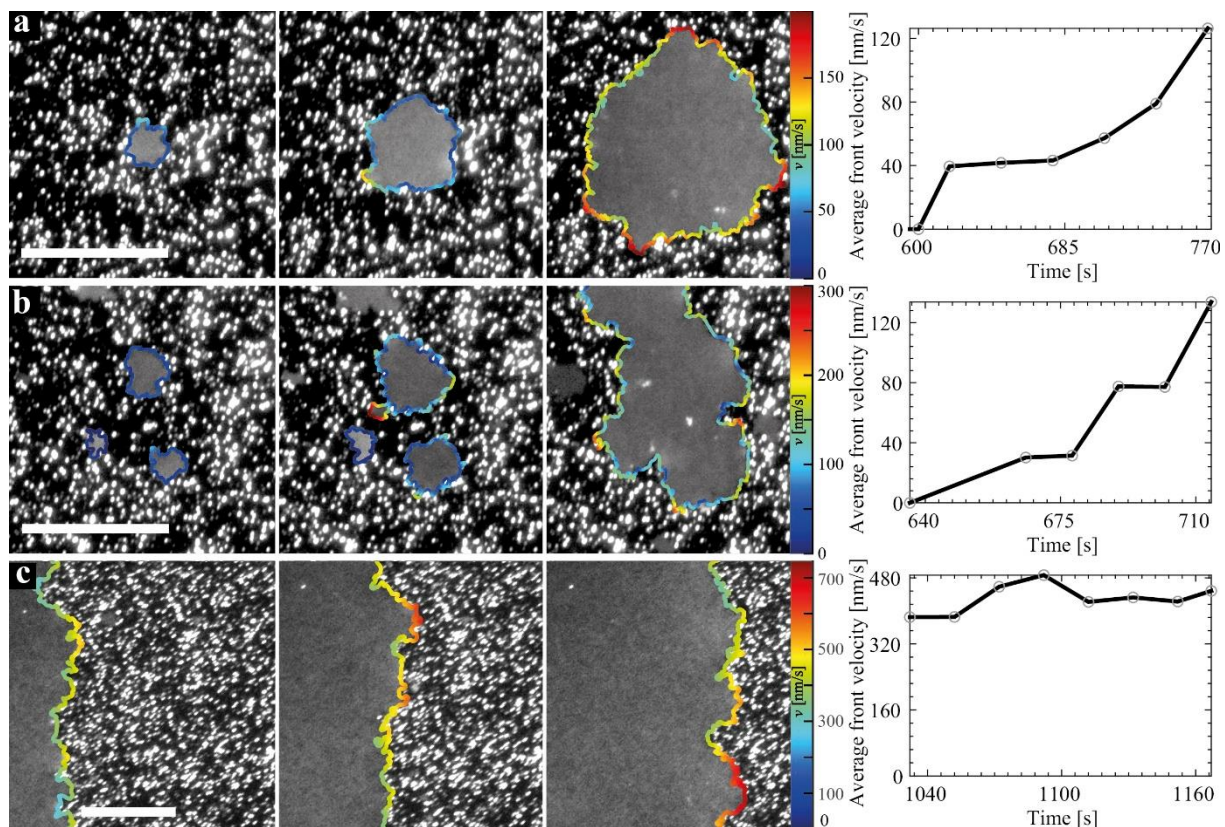 a
150
100
50
0
v [nm/s]
Average front velocity [nm/s]
120
80
40
0
600
685
770
Time [s]
b
300
200
100
0
v [nm/s]
Average front velocity [nm/s]
120
80
40
0
640
675
710
Time [s]
c
700
500
300
100
0
v [nm/s]
Average front velocity [nm/s]
480
320
160
0
1040
1100
1160
Time [s]